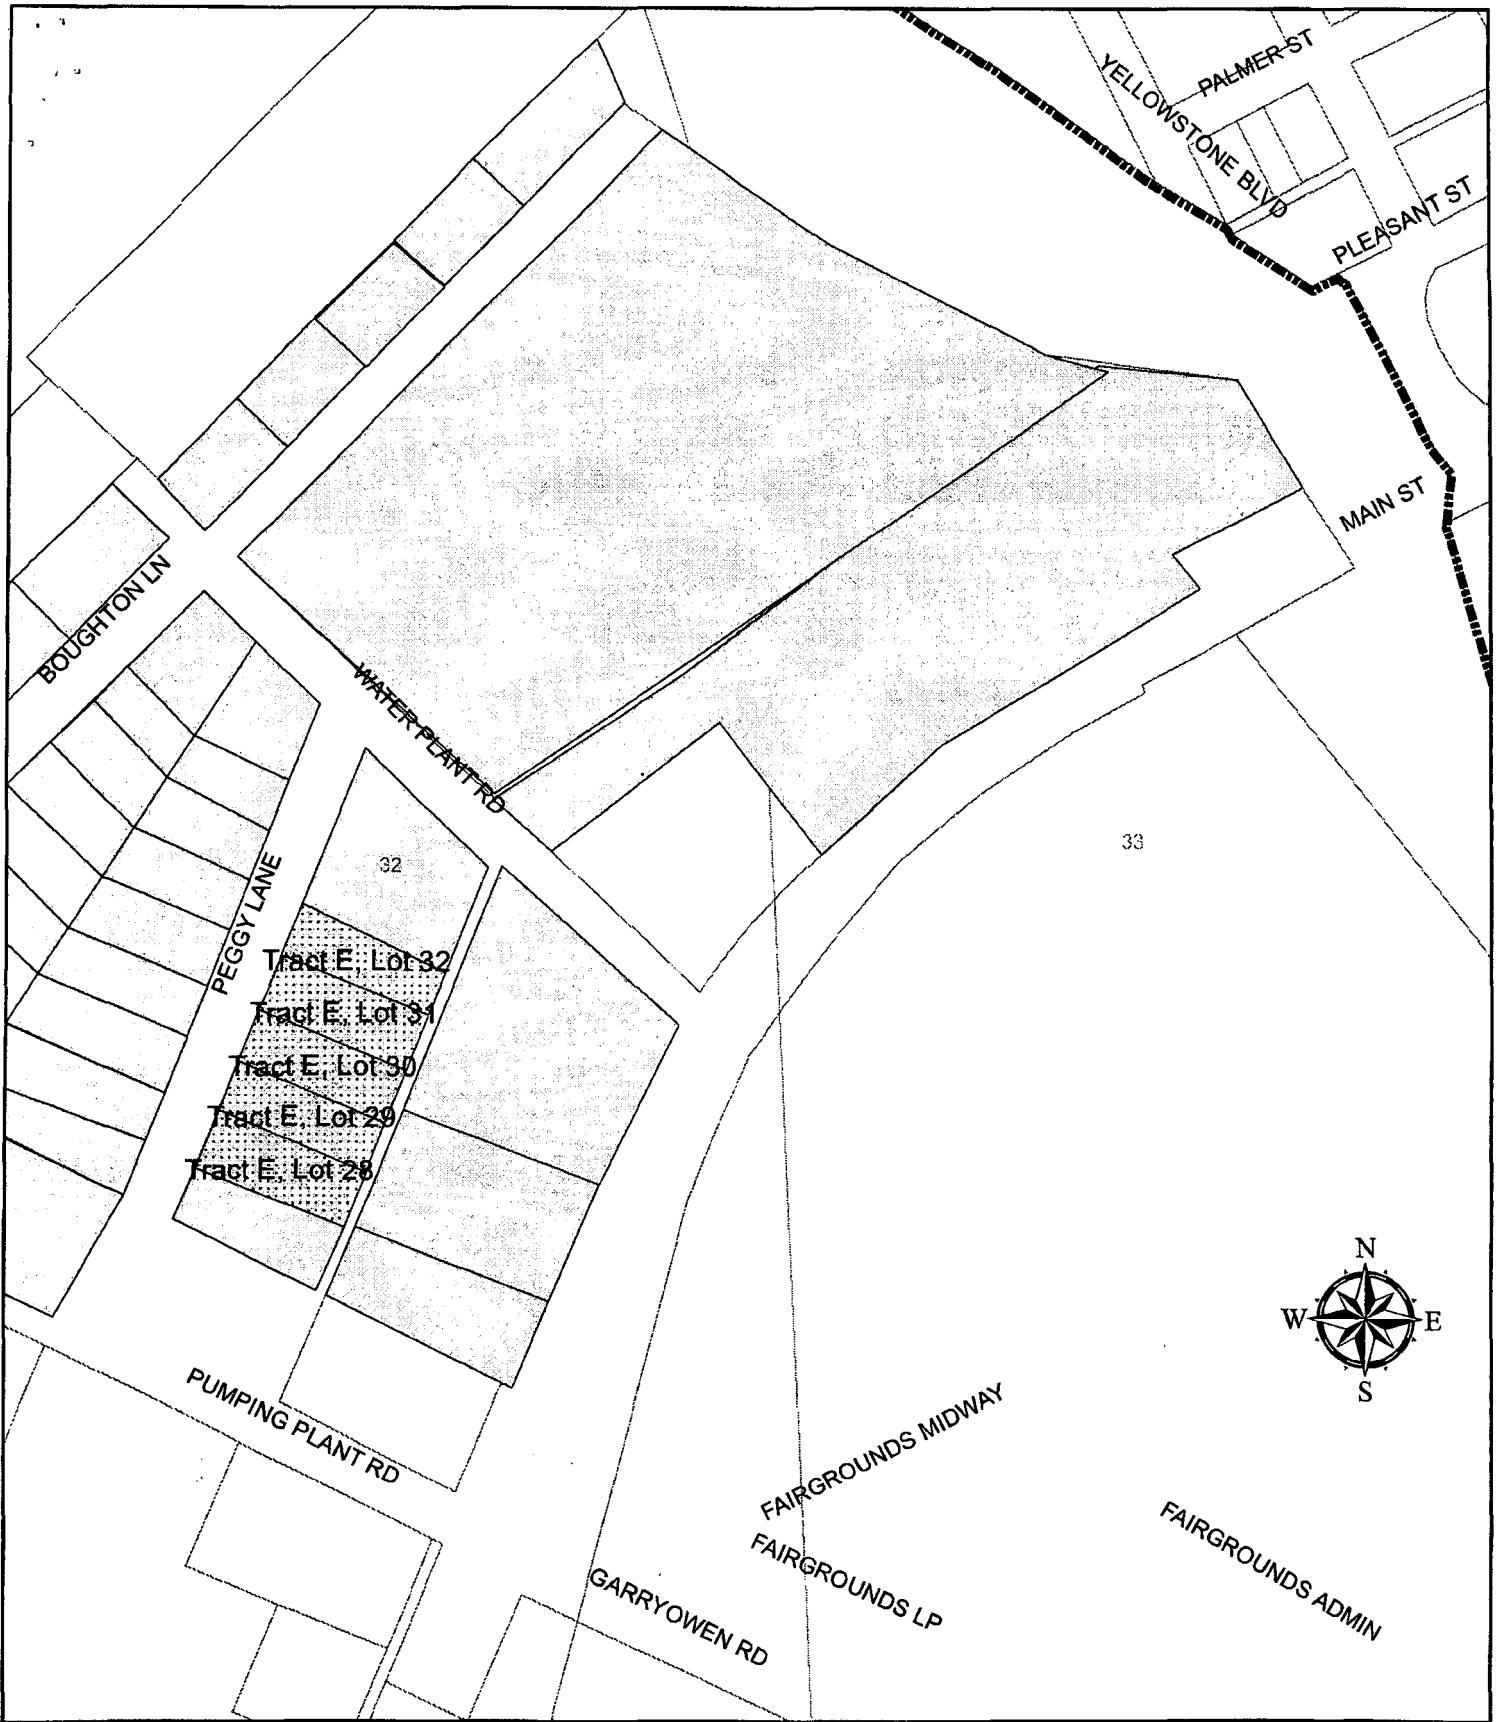 PALMER ST
YELLOWSTONE BLVD
PLEASANT ST
MAIN ST
BOUGHTON LN
WATER PLANT RD
33
32
PEGGY LANE
Tract E, Lot 32
Tract E, Lot 31
Tract E, Lot 30
Tract E, Lot 29
Tract E, Lot 28
N
W E
S
PUMPING PLANT RD
FAIRGROUNDS MIDWAY
FAIRGROUNDS LP
FAIRGROUNDS ADMIN
GARRYOWEN RD